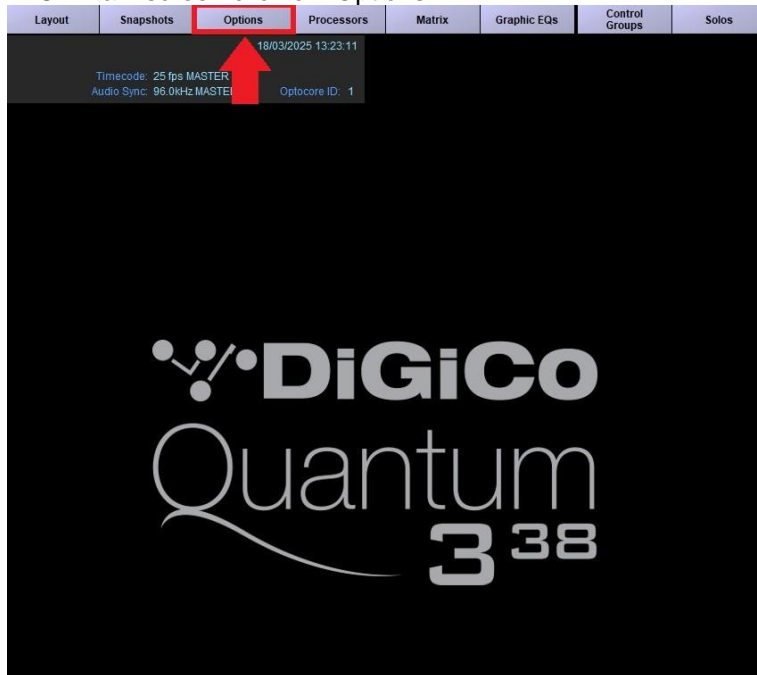 Layout
Snapshots
Options
Processors
Matrix
Graphic EQs
Control
Groups
Solos
18/03/2025 13:23:11
Timecode: 25 fps MASTER
Audio Sync: 96.0kHz MASTER Optocore ID: 1
DiGiCo
Quantum
338